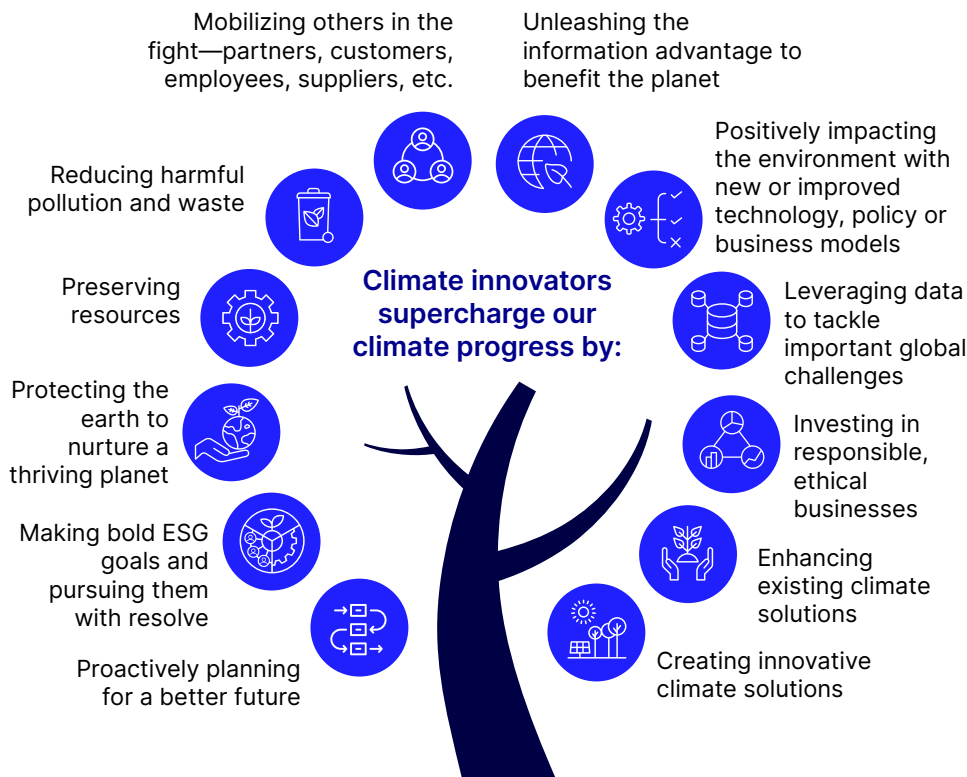 Mobilizing others in the
fight—partners, customers,
employees, suppliers, etc.
Unleashing the
information advantage to
benefit the planet
Positively impacting
the environment with
new or improved
technology, policy or
business models
Reducing harmful
pollution and waste
Climate innovators
supercharge our
climate progress by:
Preserving
resources
Leveraging data
to tackle
important global
challenges
Protecting the
earth to
nurture a
thriving planet
Investing in
responsible,
ethical
businesses
Making bold ESG
goals and
pursuing them
with resolve
Enhancing
existing climate
solutions
Proactively planning
for a better future
Creating innovative
climate solutions